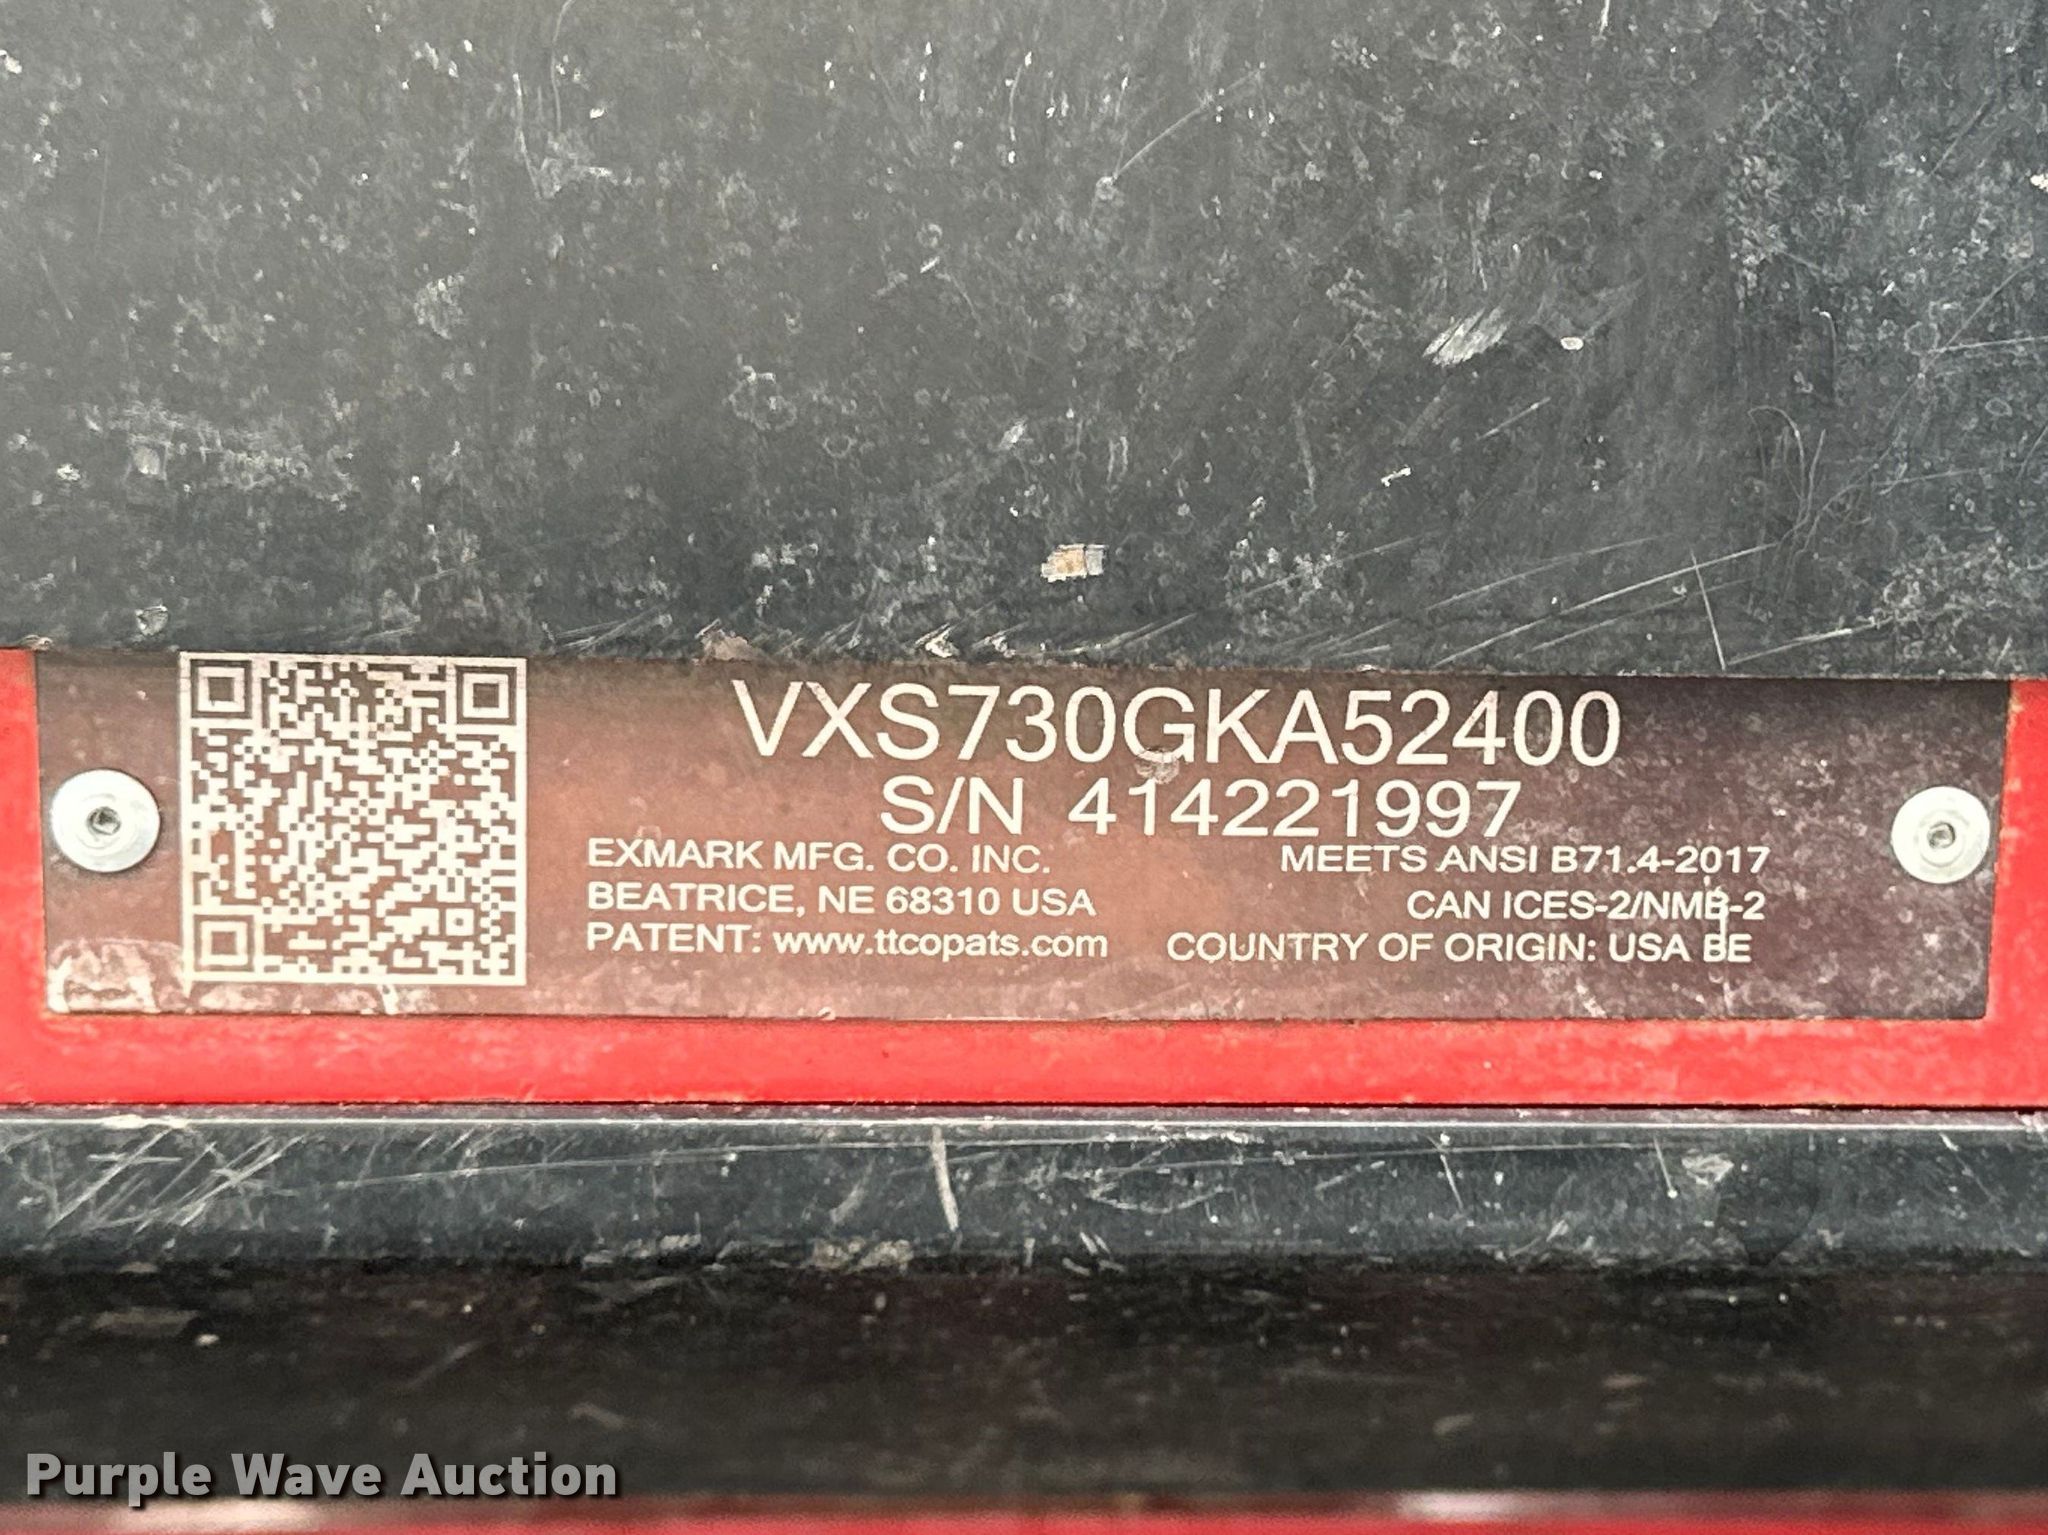 VXS730GKA52400
S/N 414221997
EXMARK MFG. CO. INC.
BEATRICE, NE 68310 USA
PATENT: www.ttcopats.com
MEETS ANSI B71.4-2017
CAN ICES-2/NMB-2
COUNTRY OF ORIGIN: USA BE
Purple Wave Auction